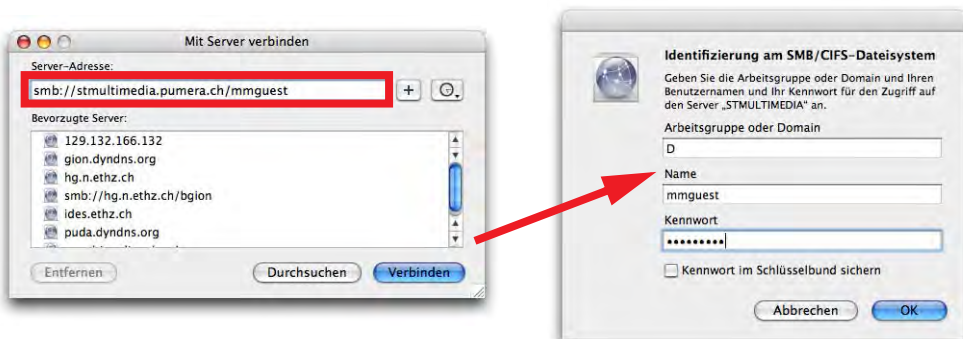 Mit Server verbinden
Server-Adresse:
smb://stmultimedia.pumera.ch/mmguest
Bevorzugte Server:
129.132.166.132
gion.dyndns.org
hg.n.ethz.ch
smb://hg.n.ethz.ch/bgion
ides.ethz.ch
puda.dyndns.org
Entfernen
Durchsuchen
Verbinden
Identifizierung am SMB/CIFS-Dateisystem
Geben Sie die Arbeitsgruppe oder Domain und Ihren
Benutzernamen und Ihr Kennwort für den Zugriff auf
den Server „STMULTIMEDIA" an.
Arbeitsgruppe oder Domain
D
Name
mmguest
Kennwort
•••••••••
Kennwort im Schlüsselbund sichern
Abbrechen
OK